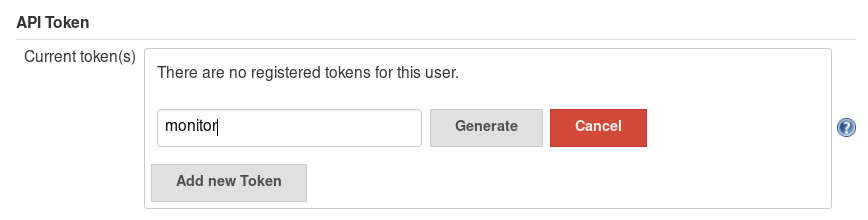 API Token
Current token(s)
There are no registered tokens for this user.
monitor
Generate
Cancel
?
Add new Token